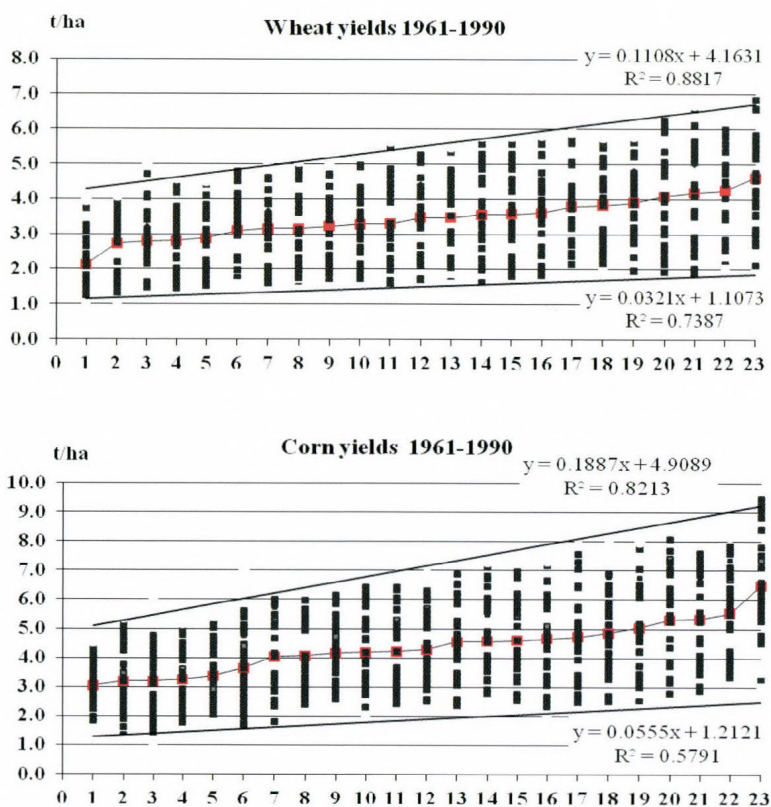 t/ha
Wheat yields 1961-1990
y = 0.1108x + 4.1631
R² = 0.8817
8.0
7.0
6.0
5.0
4.0
3.0
2.0
1.0
0.0
y = 0.0321x + 1.1073
R² = 0.7387
0 1 2 3 4 5 6 7 8 9 10 11 12 13 14 15 16 17 18 19 20 21 22 23
t/ha
Corn yields 1961-1990
y = 0.1887x + 4.9089
R² = 0.8213
10.0
9.0
8.0
7.0
6.0
5.0
4.0
3.0
2.0
1.0
0.0
y = 0.0555x + 1.2121
R² = 0.5791
0 1 2 3 4 5 6 7 8 9 10 11 12 13 14 15 16 17 18 19 20 21 22 23